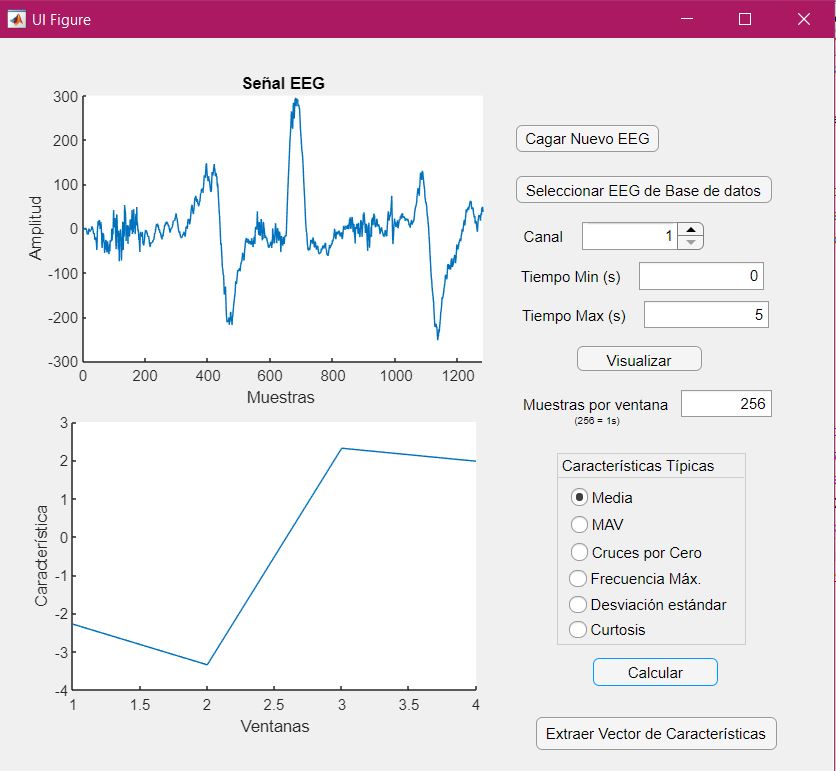 UI Figure
Señal EEG
300
200
100
0
-100
-200
-300
Amplitud
0 200 400 600 800 1000 1200
Muestras
3
2
1
0
-1
-2
-3
-4
Característica
1 1.5 2 2.5 3 3.5 4
Ventanas
Cagar Nuevo EEG
Seleccionar EEG de Base de datos
Canal 1
Tiempo Min (s) 0
Tiempo Max (s) 5
Visualizar
Muestras por ventana 256
(256 = 1s)
Características Típicas
Media
MAV
Cruces por Cero
Frecuencia Máx.
Desviación estándar
Curtosis
Calcular
Extraer Vector de Características